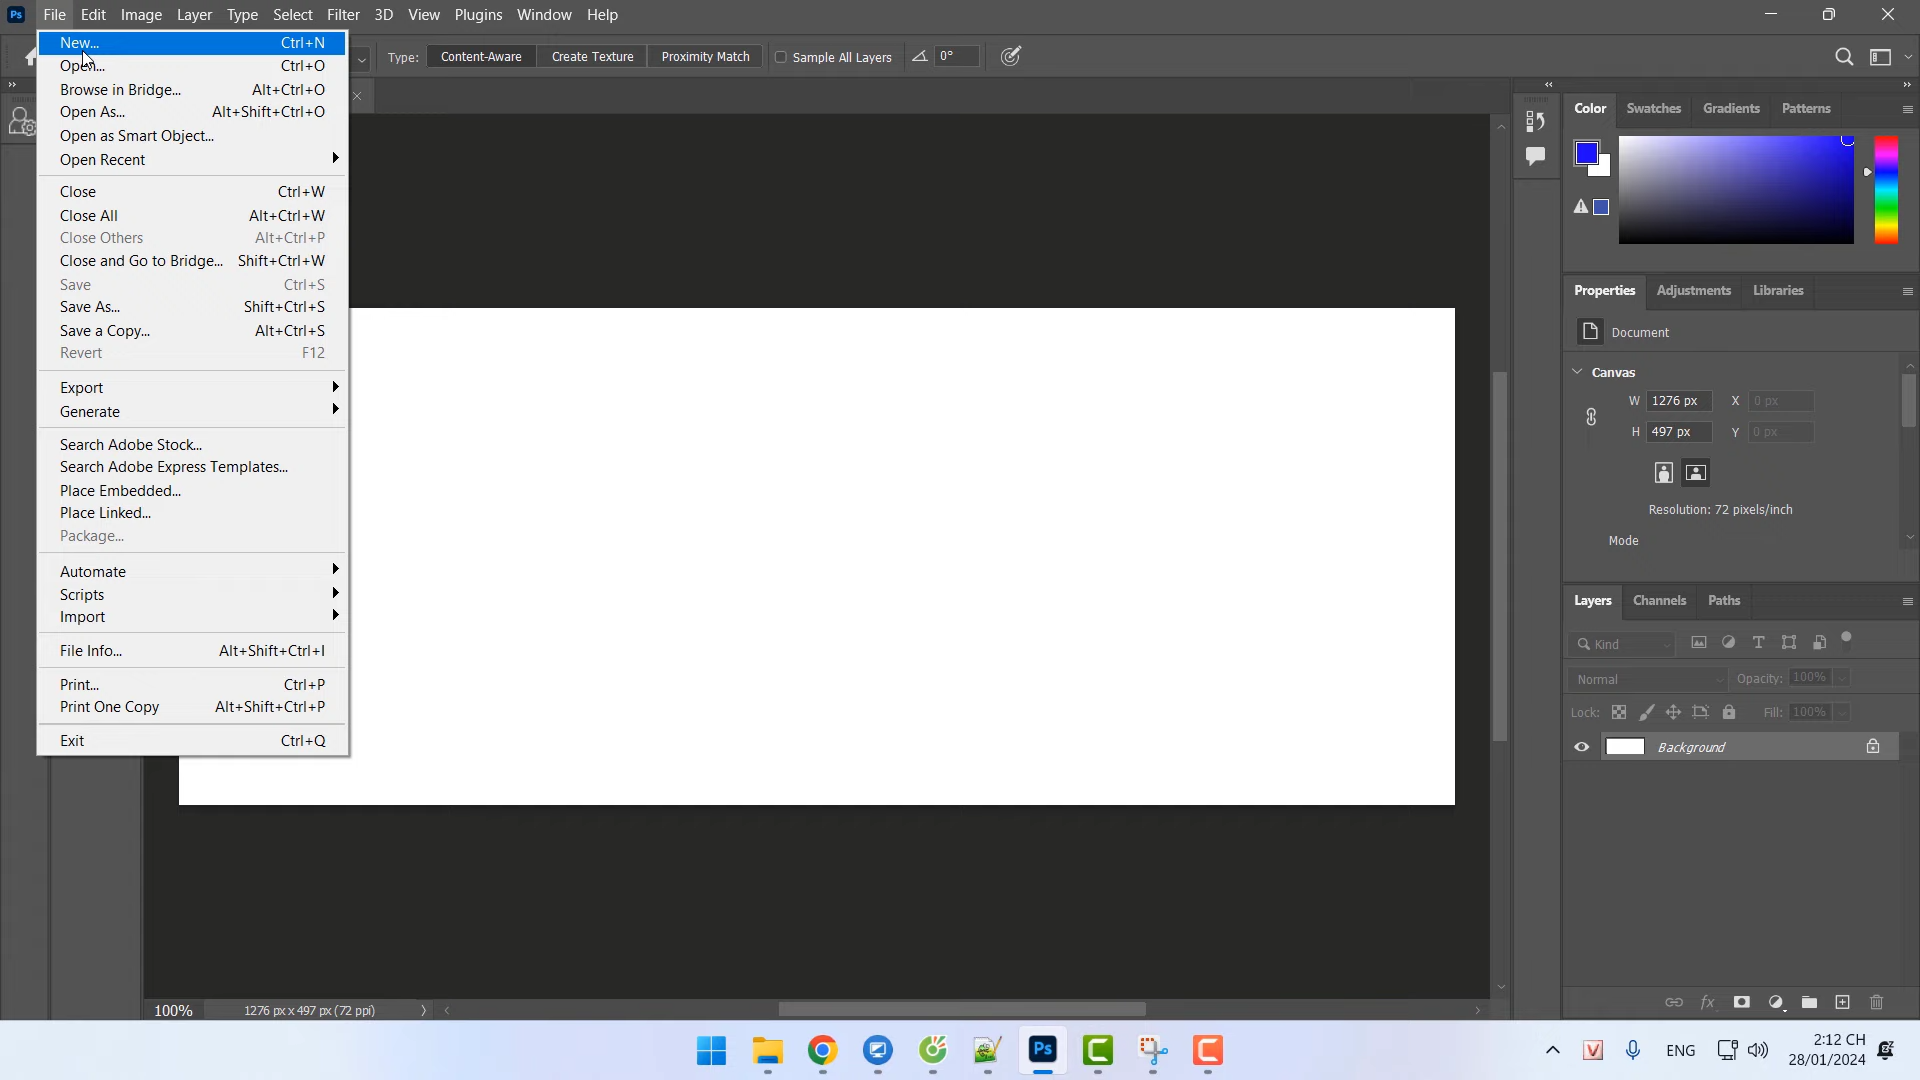 Ps File Edit Image Layer Type Select Filter 3D View Plugins Window Help
Type: Content-Aware Create Texture Proximity Match Sample All Layers 0°
New... Ctrl+N
Open... Ctrl+O
Browse in Bridge... Alt+Ctrl+O
Open As... Alt+Shift+Ctrl+O
Open as Smart Object...
Open Recent
Close Ctrl+W
Close All Alt+Ctrl+W
Close Others Alt+Ctrl+P
Close and Go to Bridge... Shift+Ctrl+W
Save Ctrl+S
Save As... Shift+Ctrl+S
Save a Copy... Alt+Ctrl+S
Revert F12
Export
Generate
Search Adobe Stock...
Search Adobe Express Templates...
Place Embedded...
Place Linked...
Package...
Automate
Scripts
Import
File Info... Alt+Shift+Ctrl+I
Print... Ctrl+P
Print One Copy Alt+Shift+Ctrl+P
Exit Ctrl+Q
Color Swatches Gradients Patterns
Properties Adjustments Libraries
Document
Canvas
W 1276 px X 0 px
H 497 px Y 0 px
Resolution: 72 pixels/inch
Mode
Layers Channels Paths
Kind
Normal Opacity: 100%
Lock: Fill: 100%
Background
fx
100% 1276 px x 497 px (72 ppi)
Ps
ENG
2:12 CH
28/01/2024